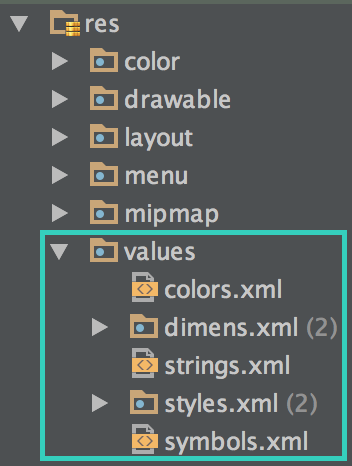 res
color
drawable
layout
menu
mipmap
values
colors.xml
dimens.xml (2)
strings.xml
styles.xml (2)
symbols.xml